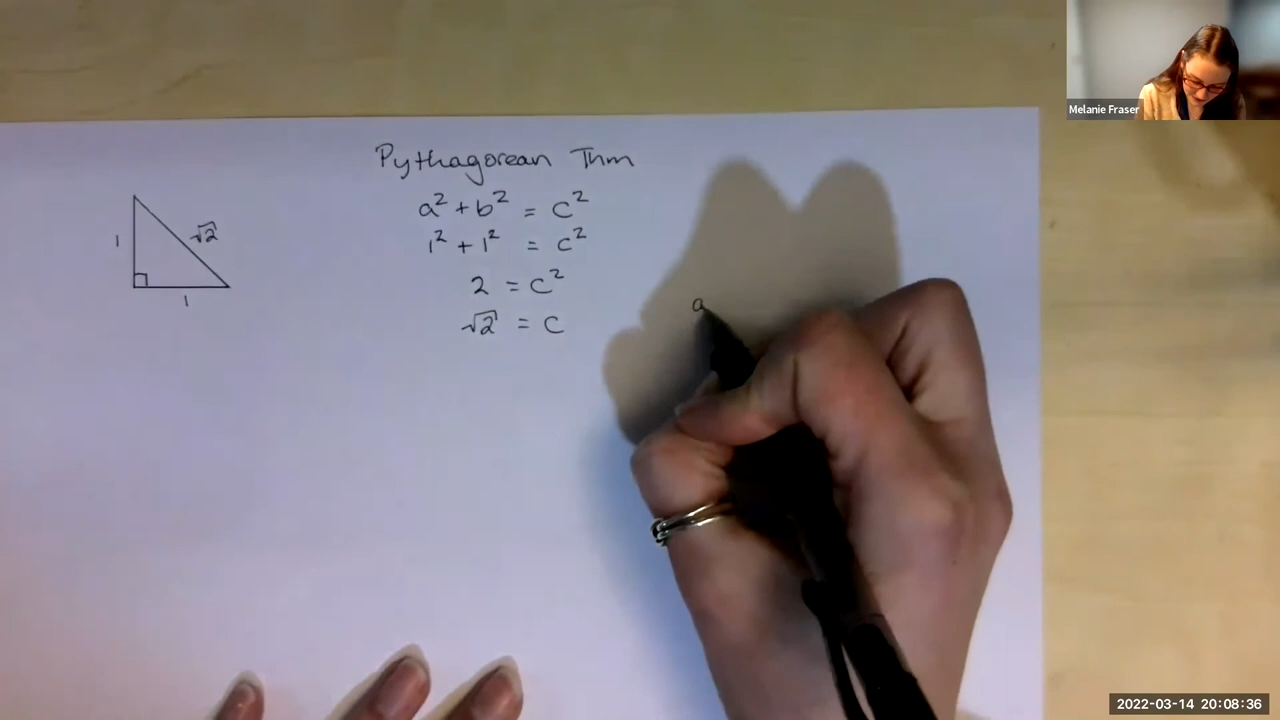 Pythagorean Thm
a² + b² = c²
1² + 1² = c²
2 = c²
√2 = c
1
√2
1
a
Melanie Fraser
2022-03-14 20:08:36